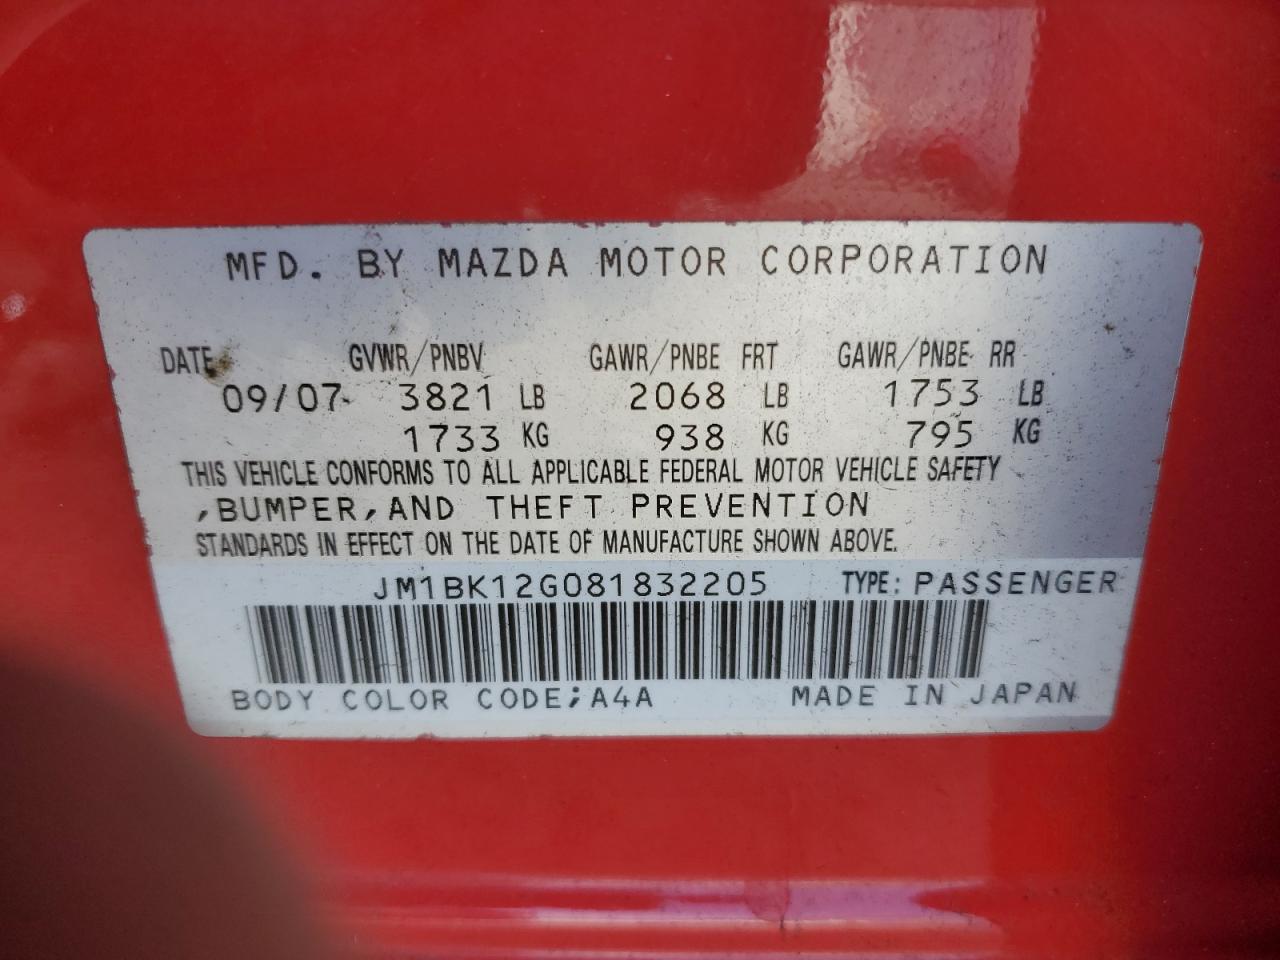 MFD. BY MAZDA MOTOR CORPORATION
DATE GVWR/PNBV GAWR/PNBE FRT GAWR/PNBE RR
09/07 3821 LB 2068 LB 1753 LB
1733 KG 938 KG 795 KG
THIS VEHICLE CONFORMS TO ALL APPLICABLE FEDERAL MOTOR VEHICLE SAFETY
,BUMPER,AND THEFT PREVENTION
STANDARDS IN EFFECT ON THE DATE OF MANUFACTURE SHOWN ABOVE.
JM1BK12G081832205 TYPE: PASSENGER
BODY COLOR CODE;A4A MADE IN JAPAN